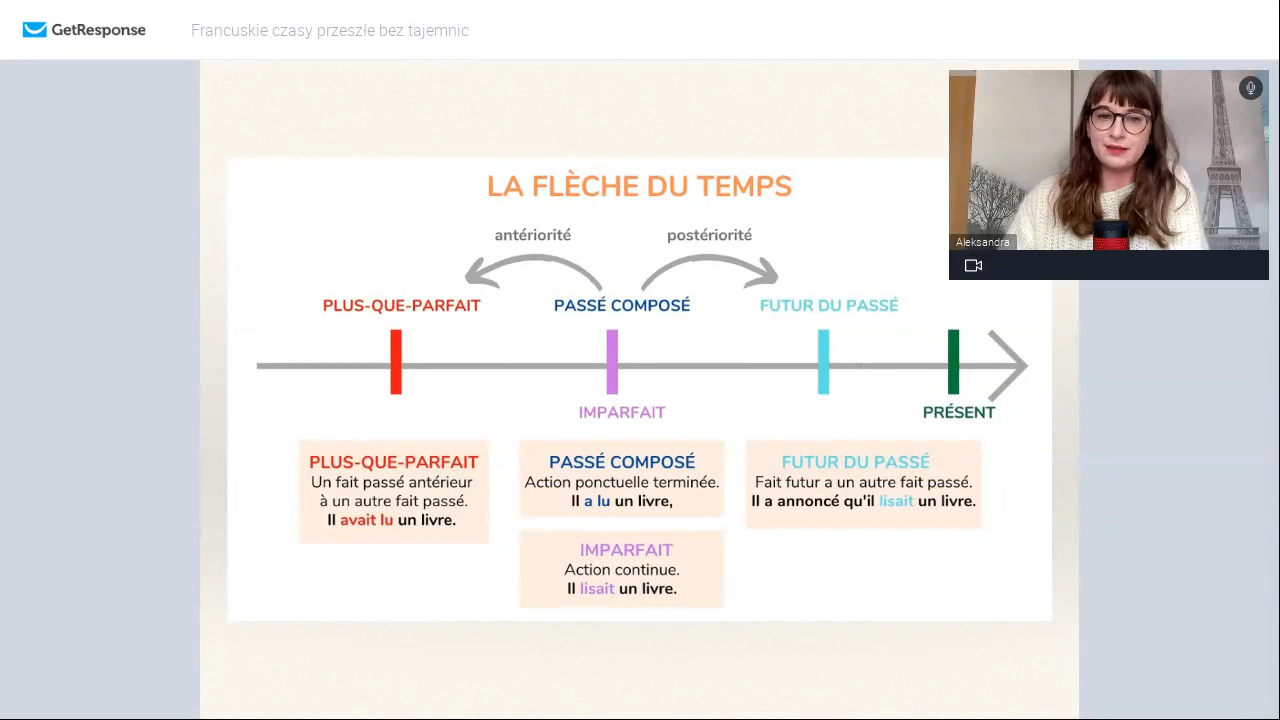 GetResponse
Francuskie czasy przeszłe bez tajemnic
Aleksandra
LA FLÈCHE DU TEMPS
antériorité
postériorité
PLUS-QUE-PARFAIT
PASSÉ COMPOSÉ
FUTUR DU PASSÉ
IMPARFAIT
PRÉSENT
PLUS-QUE-PARFAIT
Un fait passé antérieur
à un autre fait passé.
Il avait lu un livre.
PASSÉ COMPOSÉ
Action ponctuelle terminée.
Il a lu un livre,
IMPARFAIT
Action continue.
Il lisait un livre.
FUTUR DU PASSÉ
Fait futur a un autre fait passé.
Il a annoncé qu'il lisait un livre.